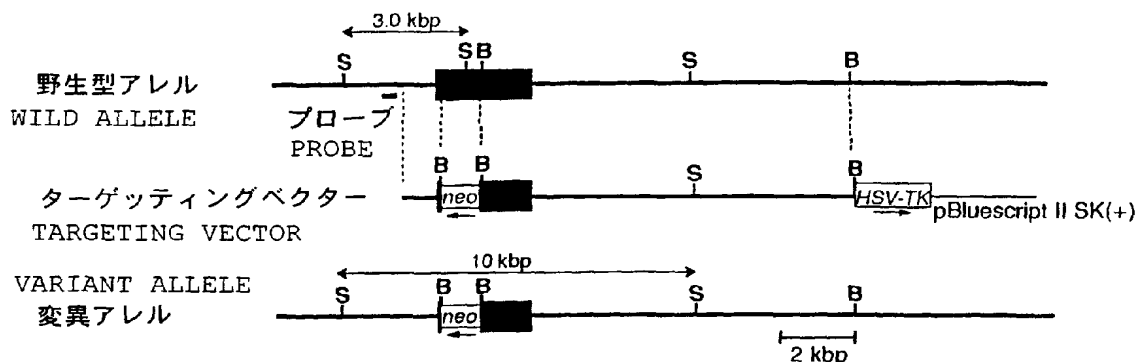 3.0 kbp
S S B S B
野生型アレル
WILD ALLELE
プローブ
PROBE
B B S B
ターゲッティングベクター
neo
HSV-TK
pBluescript II SK(+)
TARGETING VECTOR
10 kbp
VARIANT ALLELE
S B B S B
変異アレル
neo
2 kbp